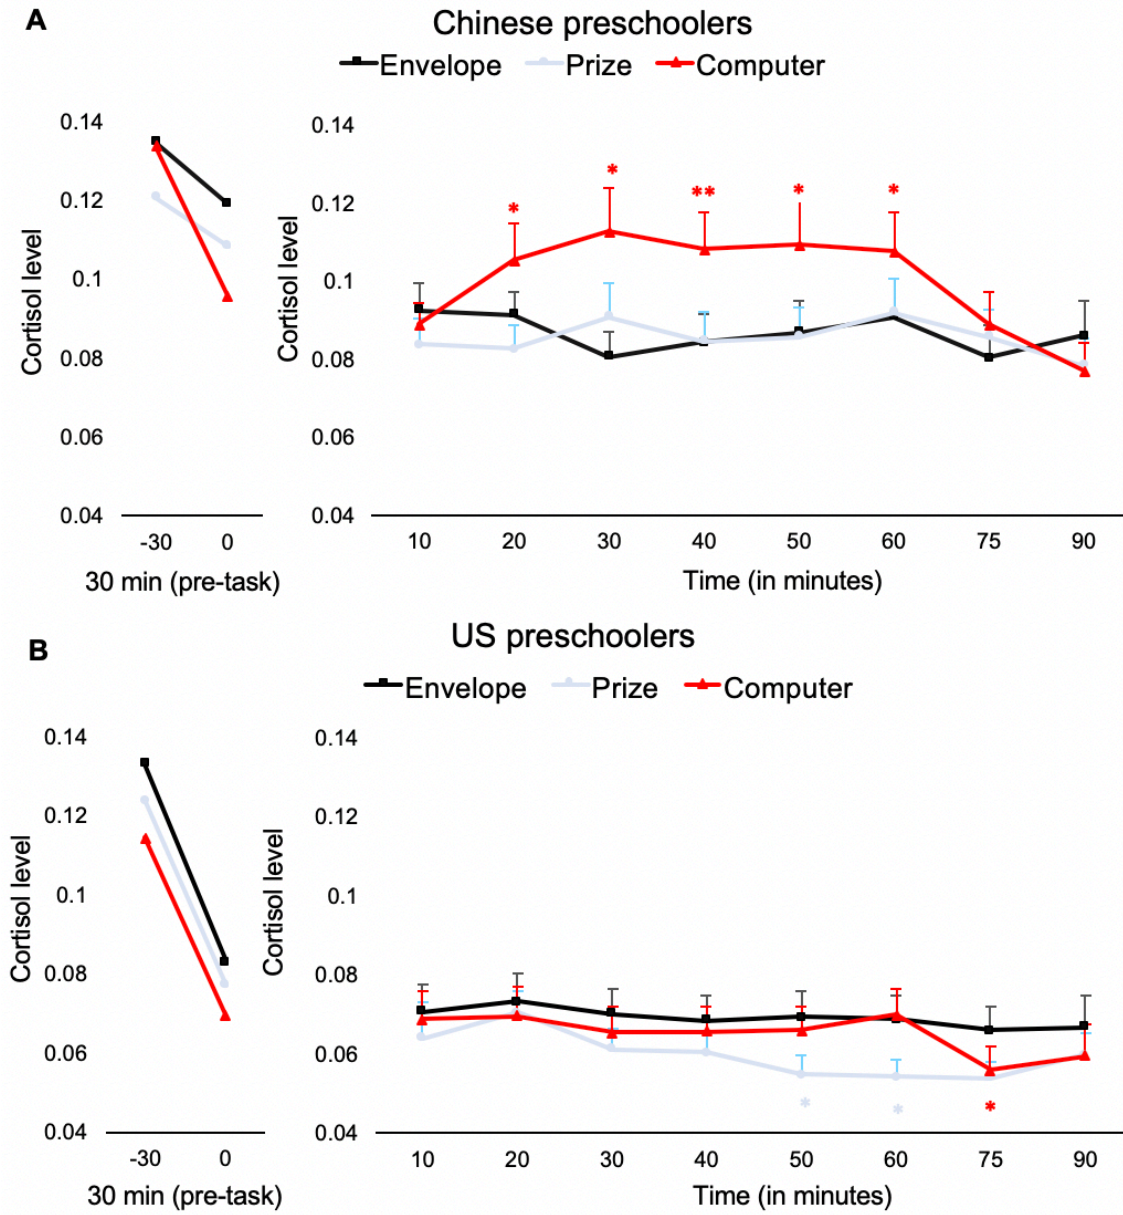 A
Chinese preschoolers
Envelope Prize Computer
Cortisol level
0.14
0.12
0.1
0.08
0.06
0.04
-30 0
30 min (pre-task)
Cortisol level
0.14
0.12
0.1
0.08
0.06
0.04
* * ** * *
10 20 30 40 50 60 75 90
Time (in minutes)
B
US preschoolers
Envelope Prize Computer
Cortisol level
0.14
0.12
0.1
0.08
0.06
0.04
-30 0
30 min (pre-task)
Cortisol level
0.14
0.12
0.1
0.08
0.06
0.04
* * *
10 20 30 40 50 60 75 90
Time (in minutes)